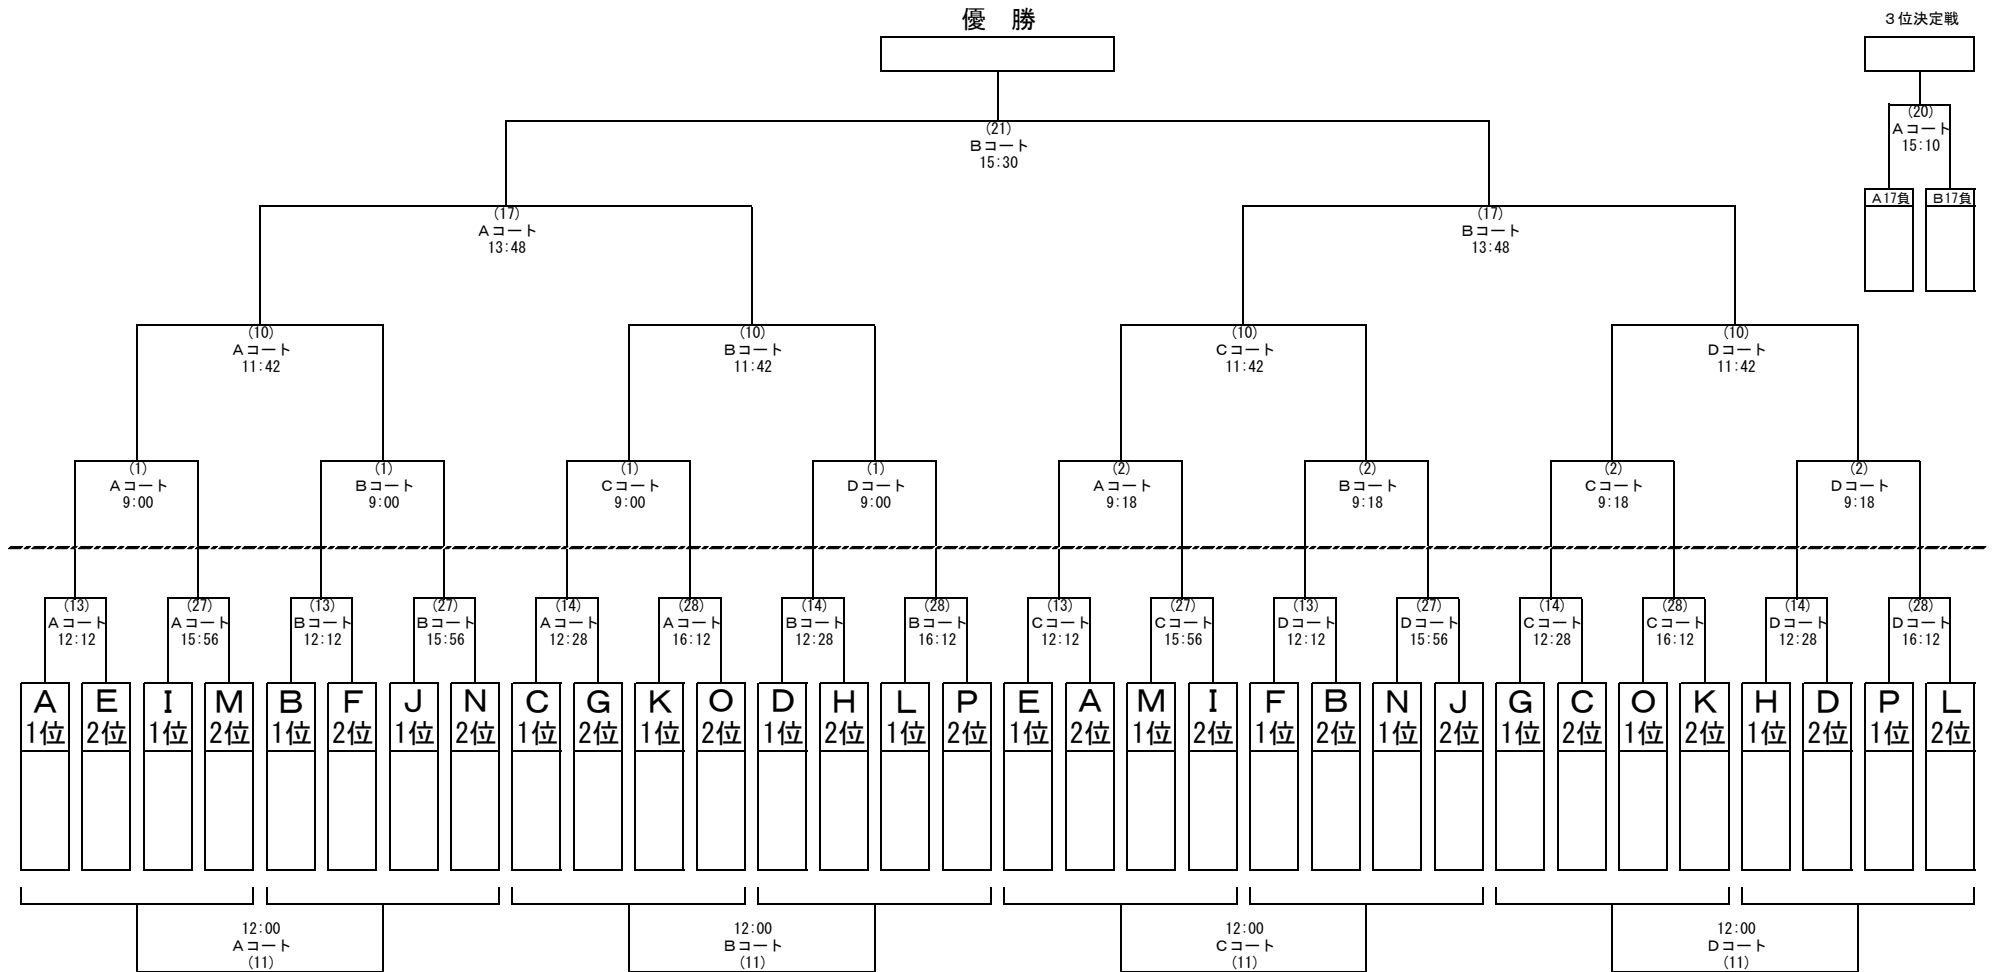 優　勝
３位決定戦
(20)
Aコート
15:10
A17負
B17負
(21)
Bコート
15:30
(17)
Aコート
13:48
(17)
Bコート
13:48
(10)
Aコート
11:42
(10)
Bコート
11:42
(10)
Cコート
11:42
(10)
Dコート
11:42
(1)
Aコート
9:00
(1)
Bコート
9:00
(1)
Cコート
9:00
(1)
Dコート
9:00
(2)
Aコート
9:18
(2)
Bコート
9:18
(2)
Cコート
9:18
(2)
Dコート
9:18
(13)
Aコート
12:12
(27)
Aコート
15:56
(13)
Bコート
12:12
(27)
Bコート
15:56
(14)
Aコート
12:28
(28)
Aコート
16:12
(14)
Bコート
12:28
(28)
Bコート
16:12
(13)
Cコート
12:12
(27)
Cコート
15:56
(13)
Dコート
12:12
(27)
Dコート
15:56
(14)
Cコート
12:28
(28)
Cコート
16:12
(14)
Dコート
12:28
(28)
Dコート
16:12
A
1位
E
2位
I
1位
M
2位
B
1位
F
2位
J
1位
N
2位
C
1位
G
2位
K
1位
O
2位
D
1位
H
2位
L
1位
P
2位
E
1位
A
2位
M
1位
I
2位
F
1位
B
2位
N
1位
J
2位
G
1位
C
2位
O
1位
K
2位
H
1位
D
2位
P
1位
L
2位
12:00
Aコート
(11)
12:00
Bコート
(11)
12:00
Cコート
(11)
12:00
Dコート
(11)